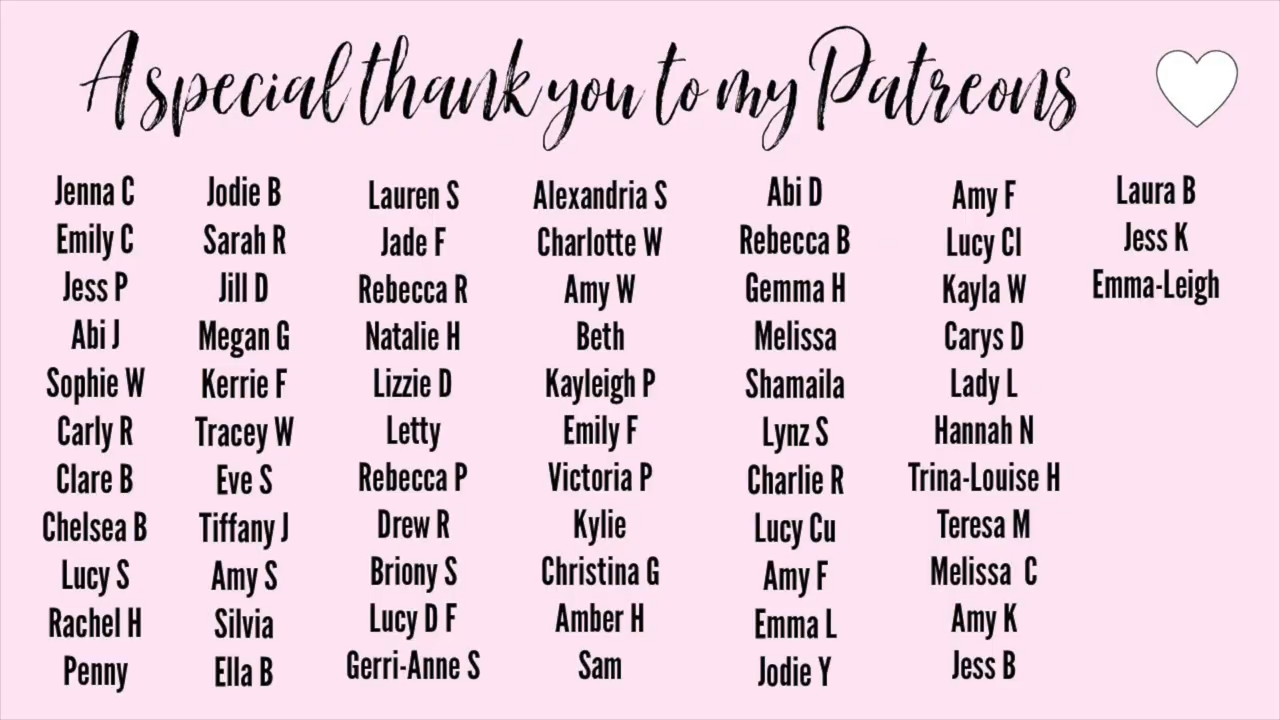 A special thank you to my Patreons
Jenna C
Emily C
Jess P
Abi J
Sophie W
Carly R
Clare B
Chelsea B
Lucy S
Rachel H
Penny
Jodie B
Sarah R
Jill D
Megan G
Kerrie F
Tracey W
Eve S
Tiffany J
Amy S
Silvia
Ella B
Lauren S
Jade F
Rebecca R
Natalie H
Lizzie D
Letty
Rebecca P
Drew R
Briony S
Lucy D F
Gerri-Anne S
Alexandria S
Charlotte W
Amy W
Beth
Kayleigh P
Emily F
Victoria P
Kylie
Christina G
Amber H
Sam
Abi D
Rebecca B
Gemma H
Melissa
Shamaila
Lynz S
Charlie R
Lucy Cu
Amy F
Emma L
Jodie Y
Amy F
Lucy Cl
Kayla W
Carys D
Lady L
Hannah N
Trina-Louise H
Teresa M
Melissa  C
Amy K
Jess B
Laura B
Jess K
Emma-Leigh